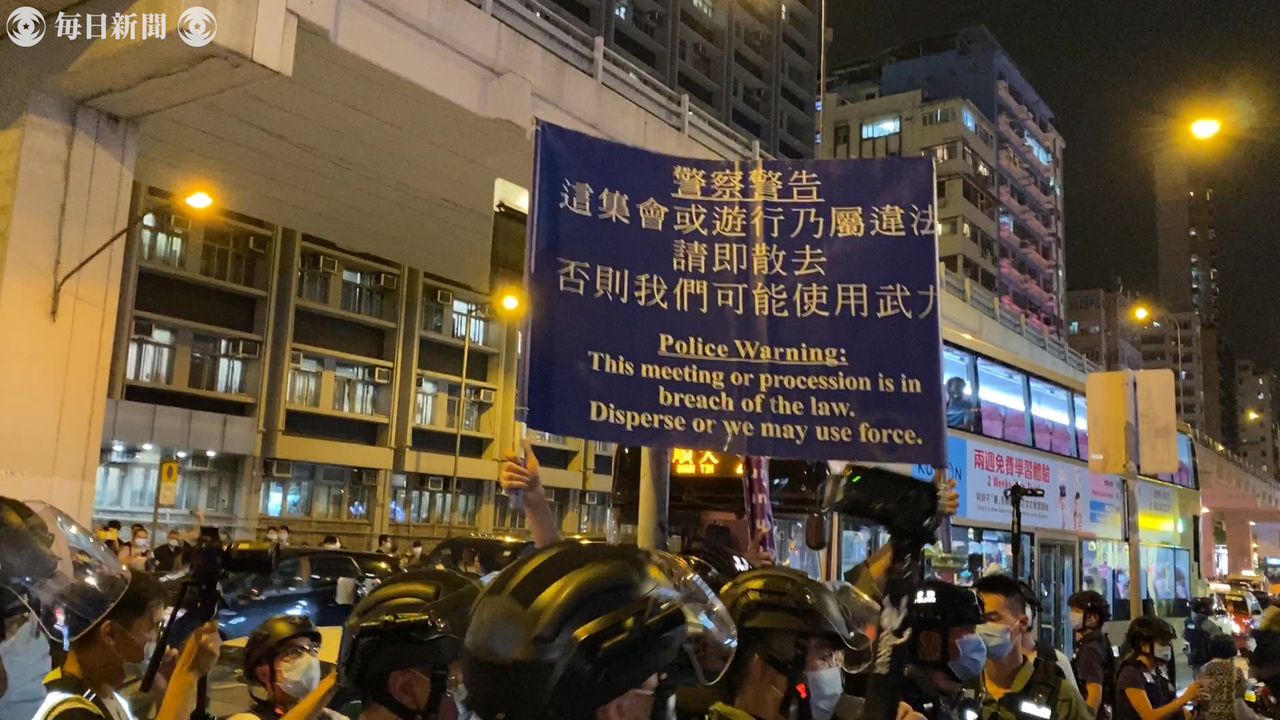 毎日新聞
警察警告
這集會或遊行乃屬違法
請即散去
否則我們可能使用武力
Police Warning:
This meeting or procession is in
breach of the law.
Disperse or we may use force.
順天
兩週免費學習體驗